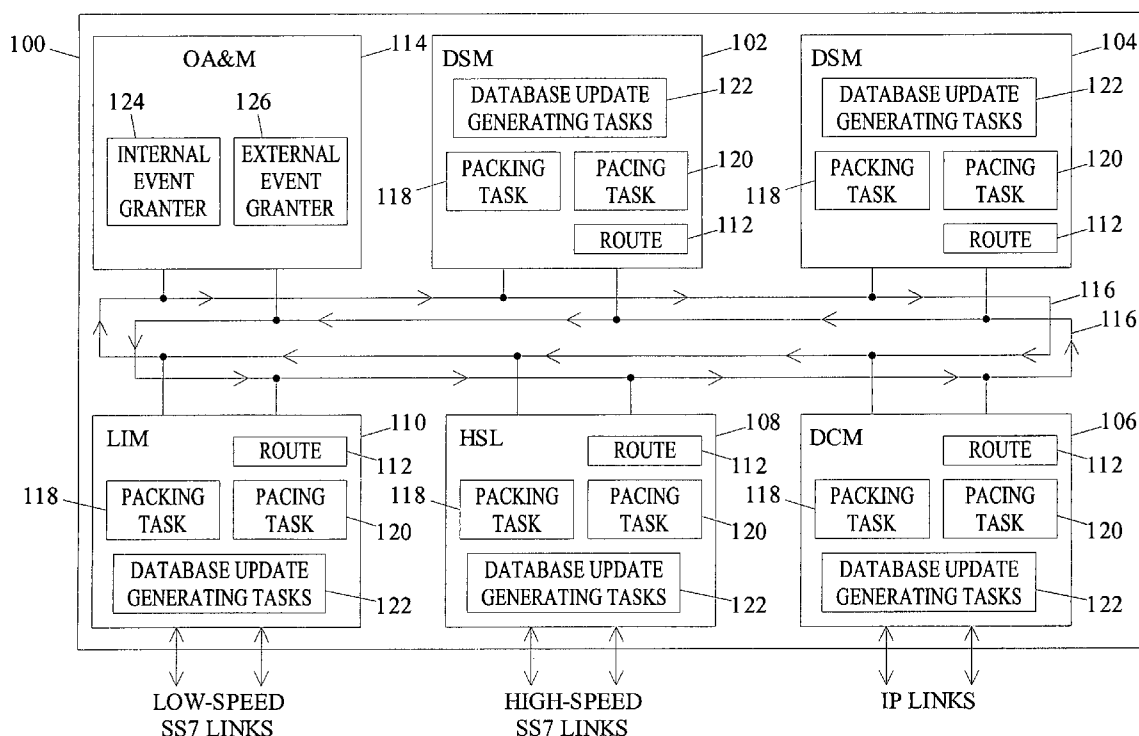 100
OA&M
114
124
126
INTERNAL
EVENT
GRANTER
EXTERNAL
EVENT
GRANTER
DSM
102
DATABASE UPDATE
GENERATING TASKS
122
PACKING
TASK
118
PACING
TASK
120
ROUTE
112
DSM
104
DATABASE UPDATE
GENERATING TASKS
122
PACKING
TASK
118
PACING
TASK
120
ROUTE
112
116
116
LIM
110
ROUTE
112
118
PACKING
TASK
PACING
TASK
120
DATABASE UPDATE
GENERATING TASKS
122
HSL
108
ROUTE
112
118
PACKING
TASK
PACING
TASK
120
DATABASE UPDATE
GENERATING TASKS
122
DCM
106
ROUTE
112
118
PACKING
TASK
PACING
TASK
120
DATABASE UPDATE
GENERATING TASKS
122
LOW-SPEED
SS7 LINKS
HIGH-SPEED
SS7 LINKS
IP LINKS